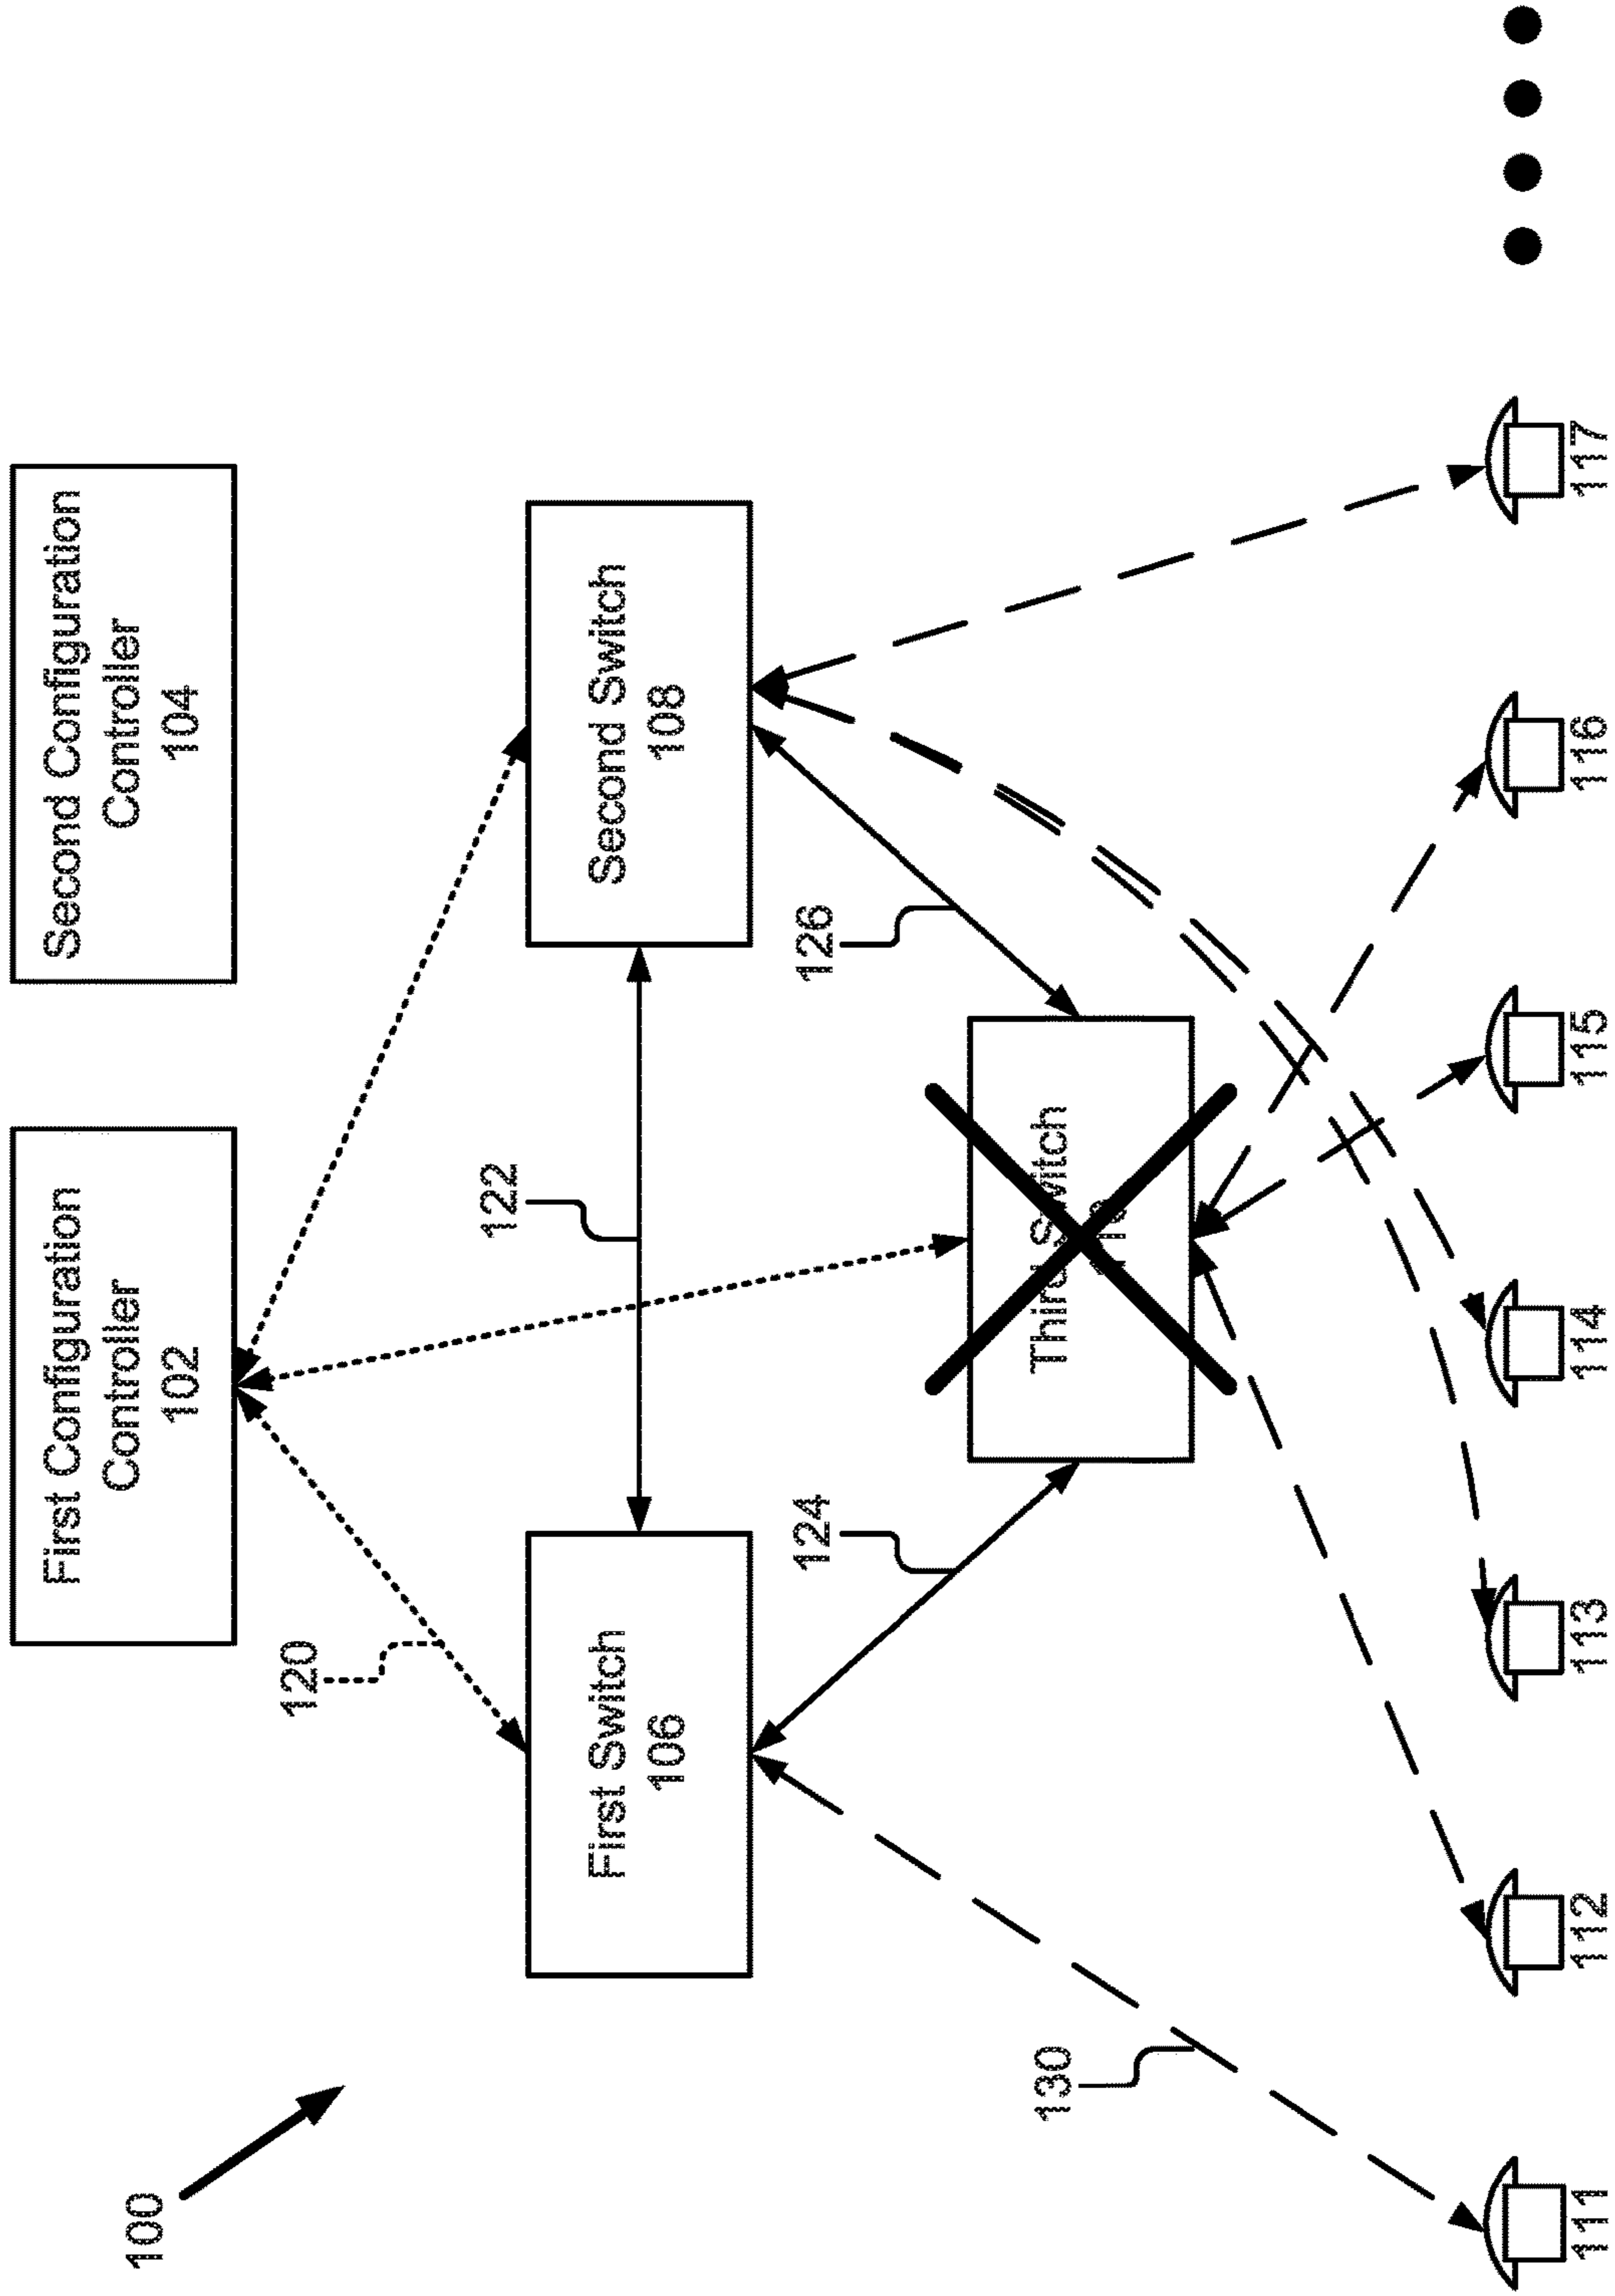 100
First Configuration
Controller
102
Second Configuration
Controller
104
120
122
First Switch
106
Second Switch
108
124
126
Third Switch
130
111
112
113
114
115
116
117